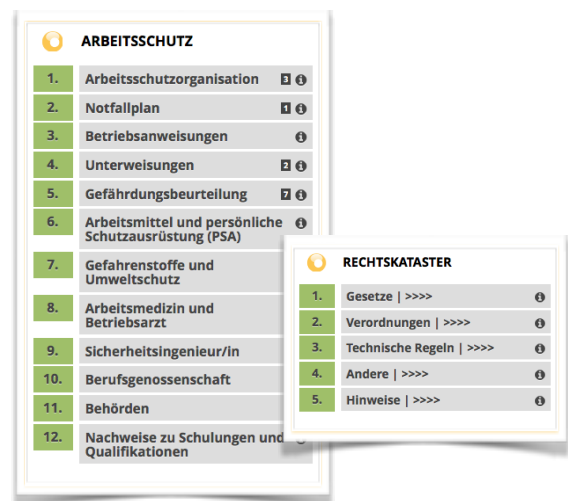 ARBEITSSCHUTZ
1. Arbeitsschutzorganisation 3
2. Notfallplan 1
3. Betriebsanweisungen
4. Unterweisungen 2
5. Gefährdungsbeurteilung 7
6. Arbeitsmittel und persönliche
Schutzausrüstung (PSA)
7. Gefahrenstoffe und
Umweltschutz
8. Arbeitsmedizin und
Betriebsarzt
9. Sicherheitsingenieur/in
10. Berufsgenossenschaft
11. Behörden
12. Nachweise zu Schulungen und
Qualifikationen
RECHTSKATASTER
1. Gesetze | >>>>
2. Verordnungen | >>>>
3. Technische Regeln | >>>>
4. Andere | >>>>
5. Hinweise | >>>>